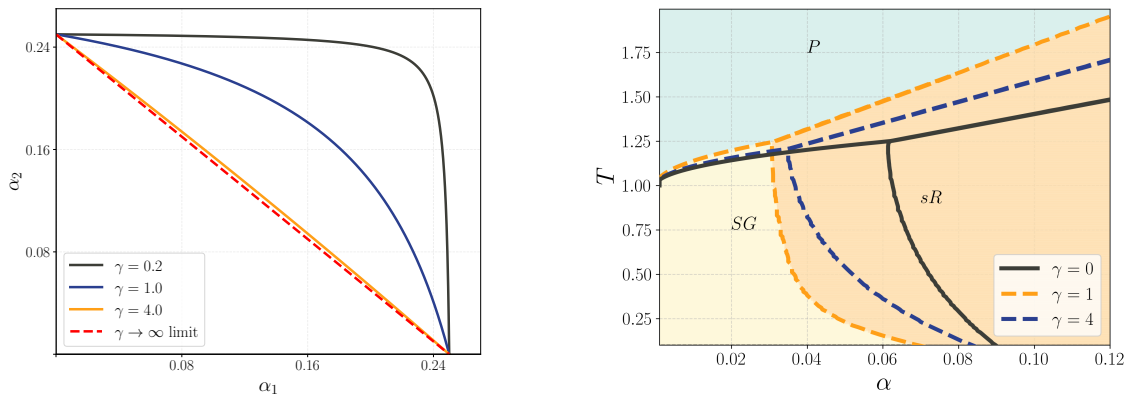 α₂
0.24
0.16
0.08
γ = 0.2
γ = 1.0
γ = 4.0
γ → ∞ limit
0.08
0.16
0.24
α₁
T
1.75
1.50
1.25
1.00
0.75
0.50
0.25
P
sR
SG
γ = 0
γ = 1
γ = 4
0.02
0.04
0.06
0.08
0.10
0.12
α